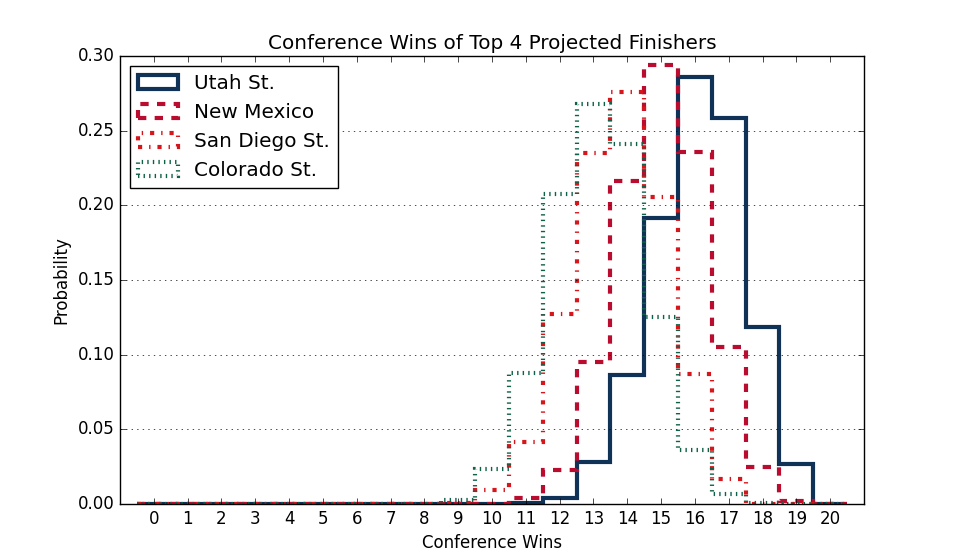 Conference Wins of Top 4 Projected Finishers
0.30
0.25
0.20
0.15
0.10
0.05
0.00
Probability
Utah St.
New Mexico
San Diego St.
Colorado St.
0 1 2 3 4 5 6 7 8 9 10 11 12 13 14 15 16 17 18 19 20
Conference Wins